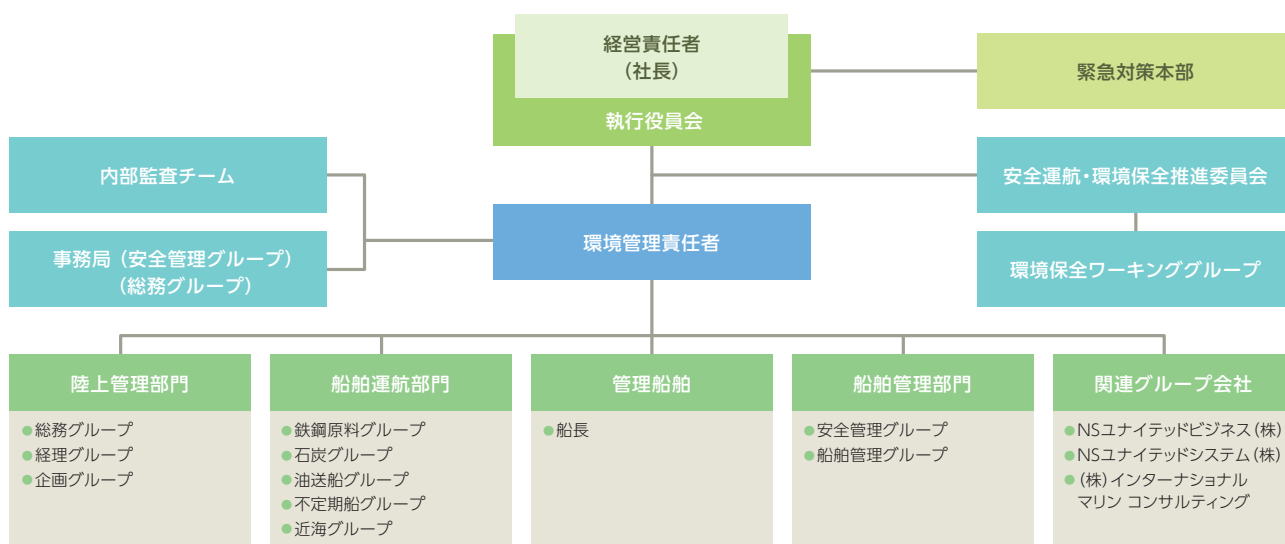 経営責任者
（社長）
執行役員会
緊急対策本部
内部監査チーム
安全運航・環境保全推進委員会
環境管理責任者
事務局（安全管理グループ）
（総務グループ）
環境保全ワーキンググループ
陸上管理部門
●総務グループ
●経理グループ
●企画グループ
船舶運航部門
●鉄鋼原料グループ
●石炭グループ
●油送船グループ
●不定期船グループ
●近海グループ
管理船舶
●船長
船舶管理部門
●安全管理グループ
●船舶管理グループ
関連グループ会社
●NSユナイテッドビジネス（株）
●NSユナイテッドシステム（株）
●（株）インターナショナル
マリン コンサルティング